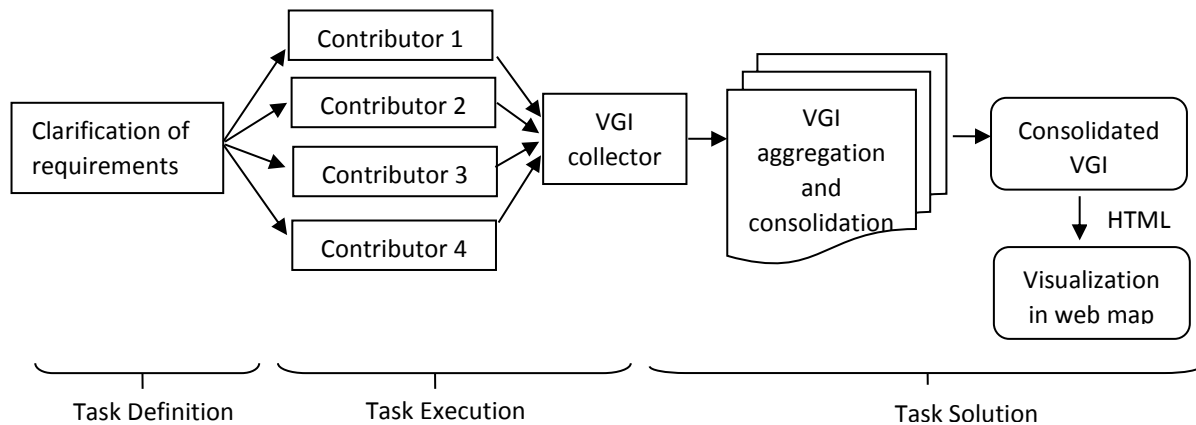 Clarification of
requirements
Contributor 1
Contributor 2
Contributor 3
Contributor 4
VGI
collector
VGI
aggregation
and
consolidation
Consolidated
VGI
HTML
Visualization
in web map
Task Definition
Task Execution
Task Solution